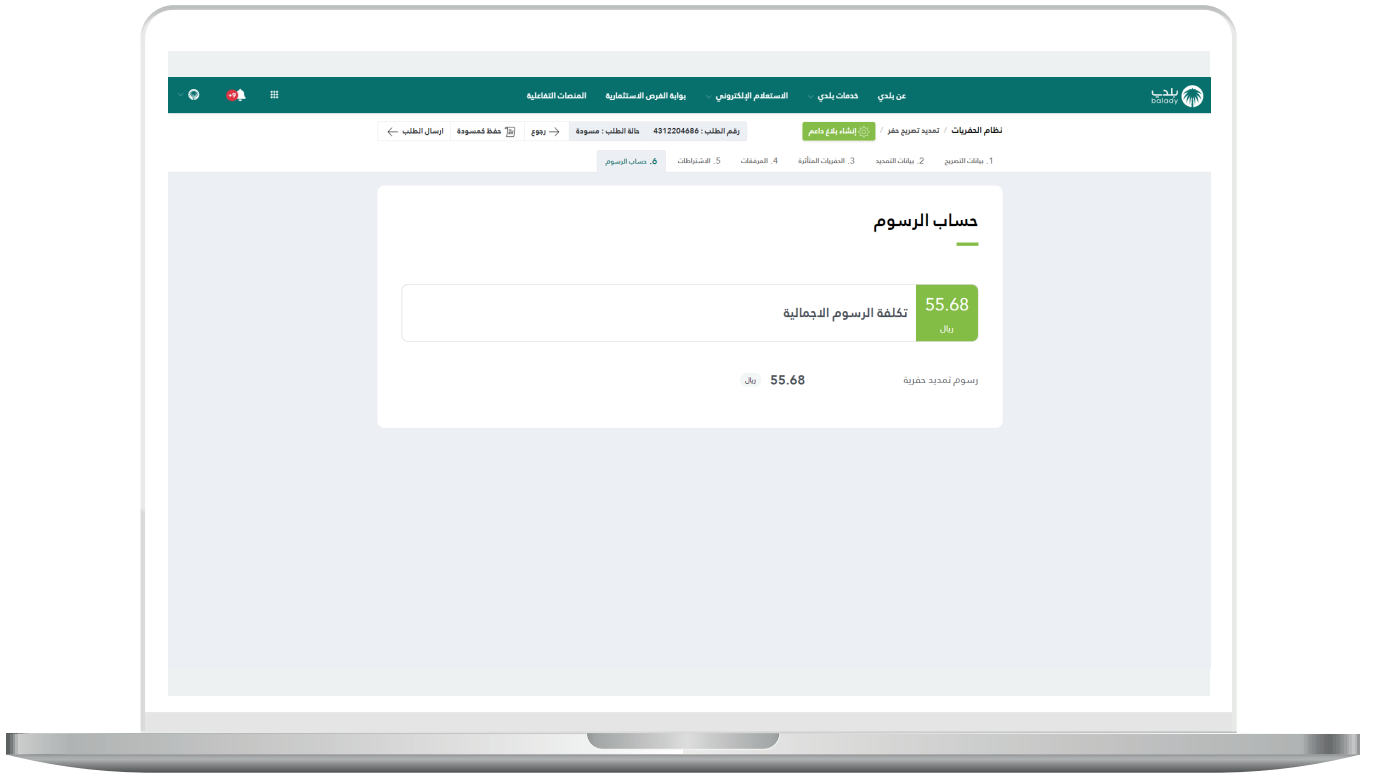 بلدي
balady
عن بلدي
خدمات بلدي
الاستعلام الإلكتروني
بوابة الفرص الاستثمارية
المنصات التفاعلية
+9
نظام الحفريات / تمديد تصريح حفر /
إنشاء بلاغ داعم
رقم الطلب : 4312204686
حالة الطلب : مسودة
رجوع
حفظ كمسودة
ارسال الطلب
1. بيانات التصريح
2. بيانات التمديد
3. الحفريات المتأثرة
4. المرفقات
5. الاشتراطات
6. حساب الرسوم
حساب الرسوم
55.68
ريال
تكلفة الرسوم الاجمالية
رسوم تمديد حفرية
55.68 ريال